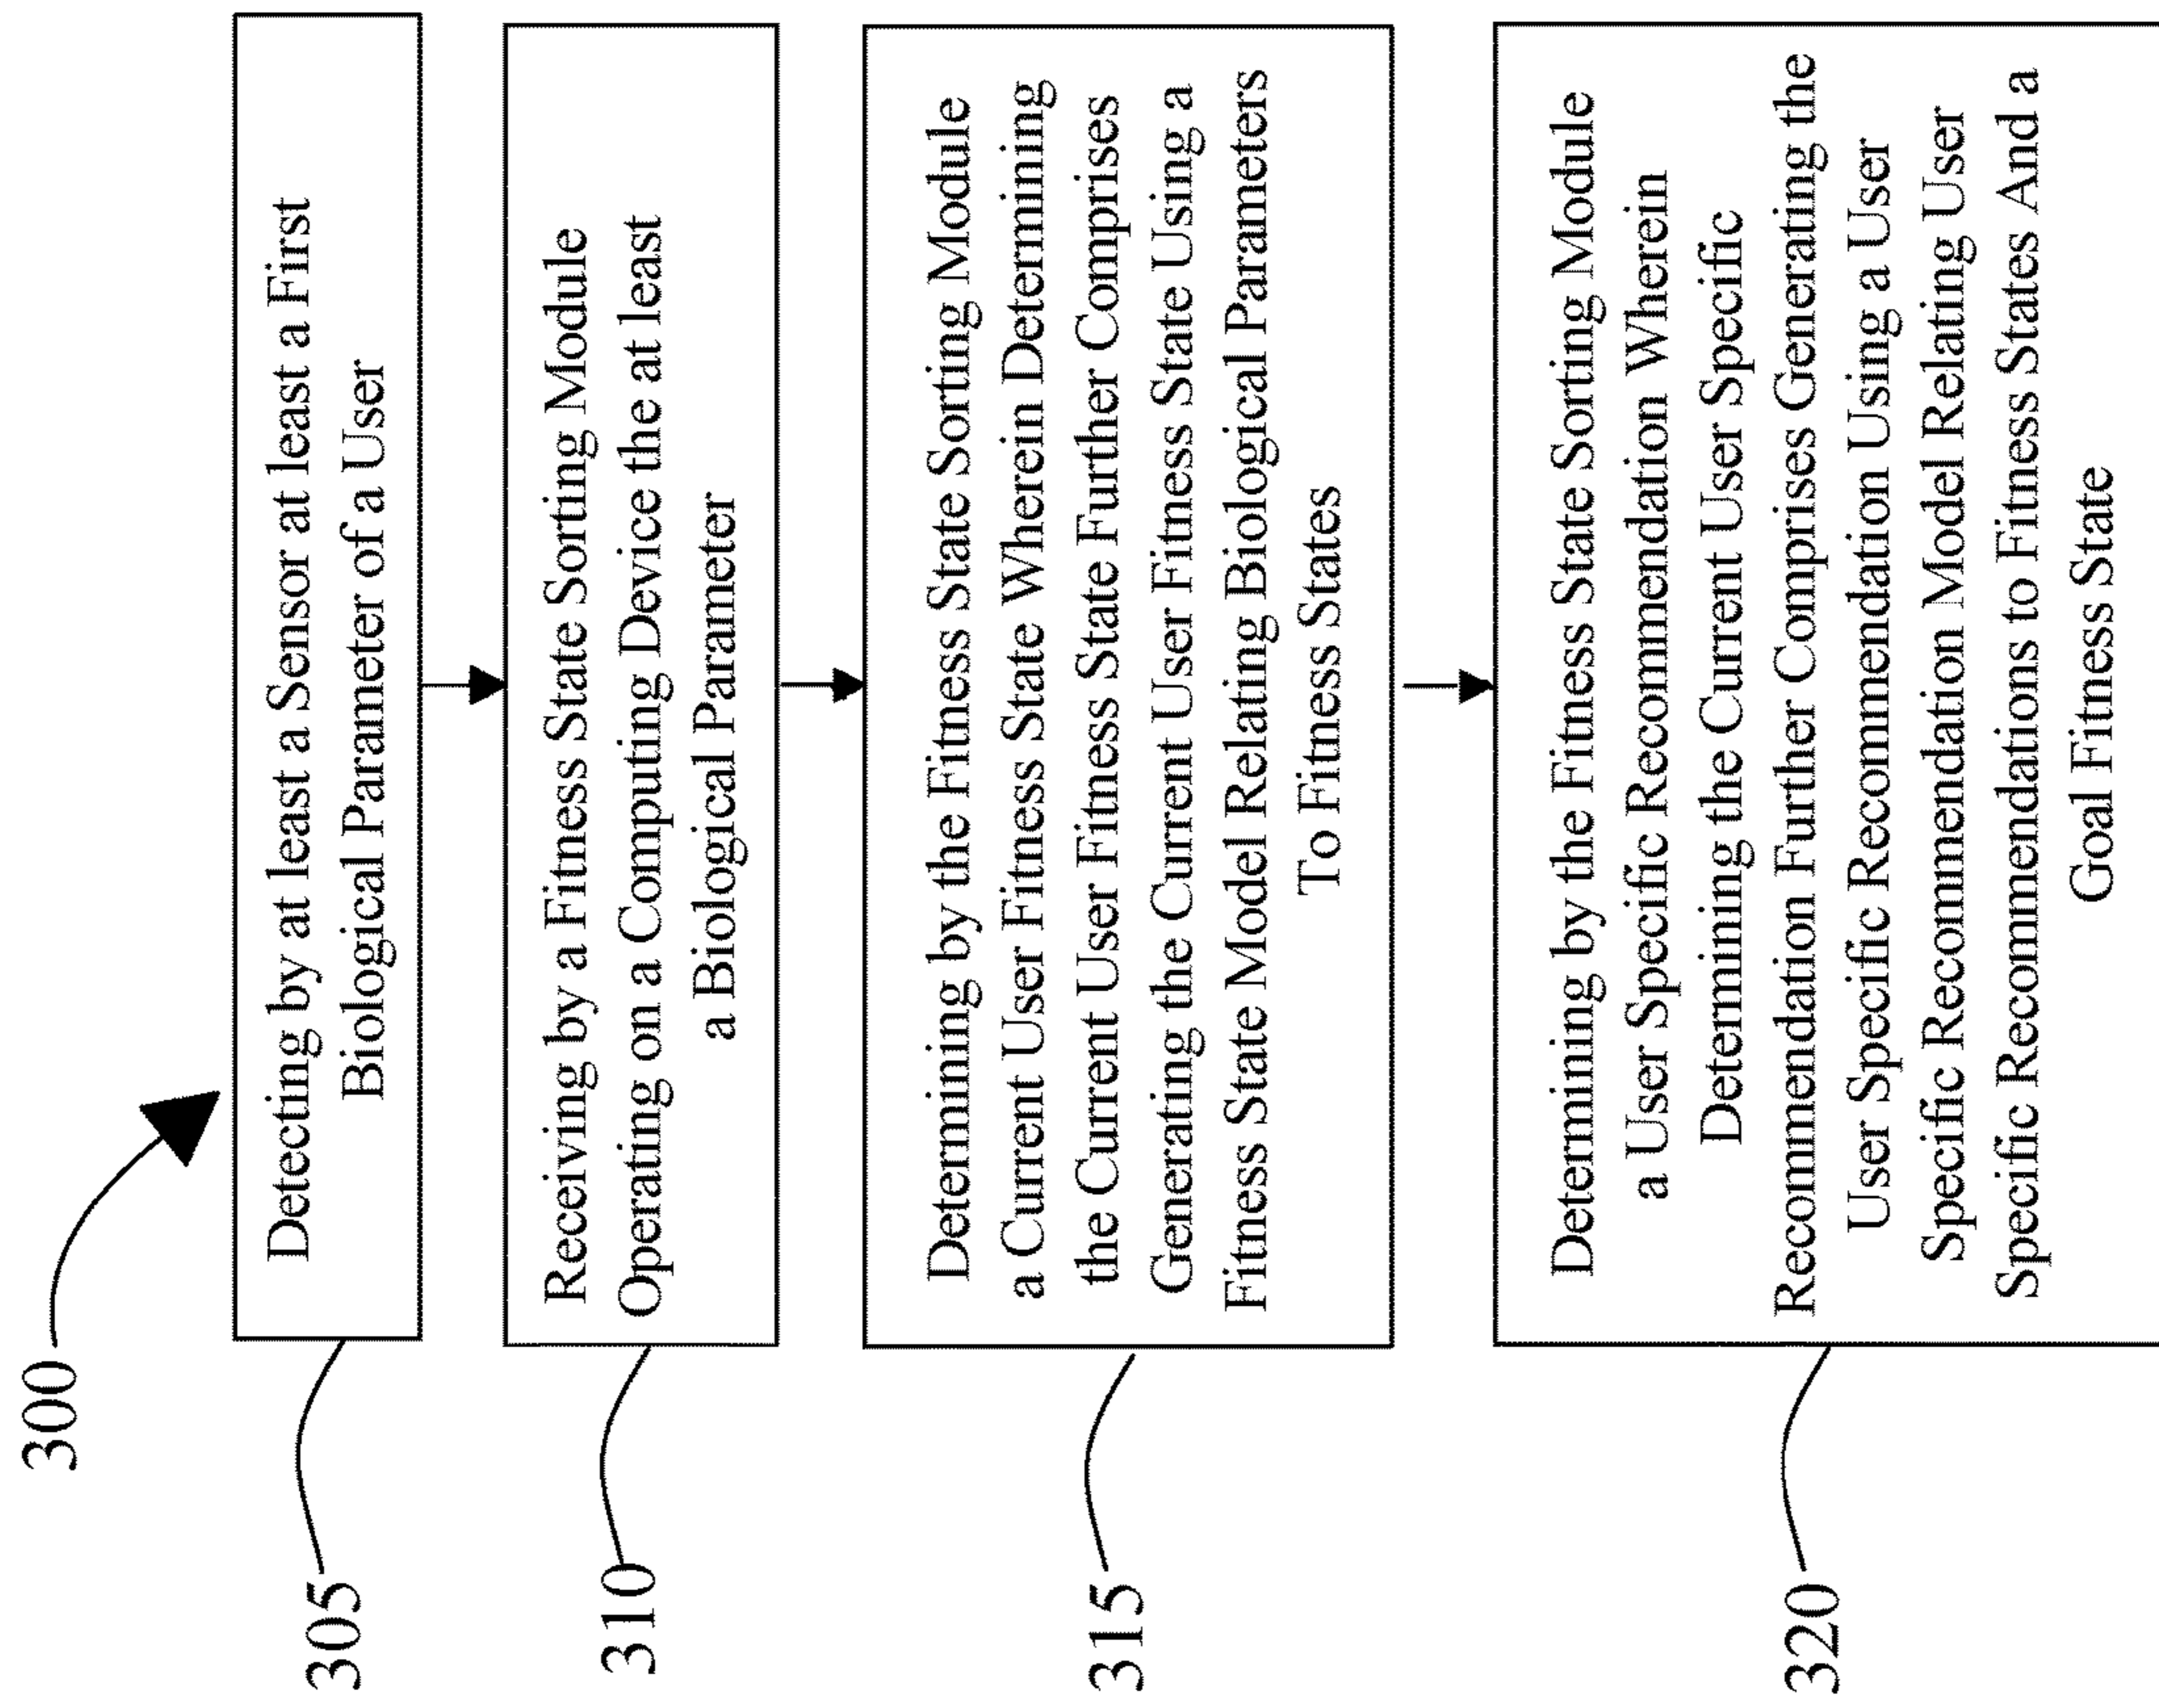 300
305
Detecting by at least a Sensor at least a First
Biological Parameter of a User
310
Receiving by a Fitness State Sorting Module
Operating on a Computing Device the at least
a Biological Parameter
315
Determining by the Fitness State Sorting Module
a Current User Fitness State Wherein Determining
the Current User Fitness State Further Comprises
Generating the Current User Fitness State Using a
Fitness State Model Relating Biological Parameters
To Fitness States
320
Determining by the Fitness State Sorting Module
a User Specific Recommendation Wherein
Determining the Current User Specific
Recommendation Further Comprises Generating the
User Specific Recommendation Using a User
Specific Recommendation Model Relating User
Specific Recommendations to Fitness States And a
Goal Fitness State